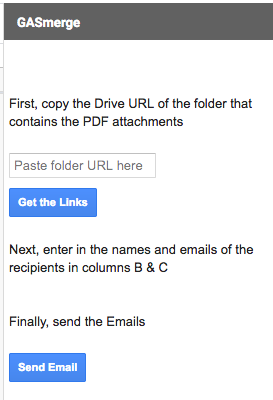 GASmerge
First, copy the Drive URL of the folder that
contains the PDF attachments
Paste folder URL here
Get the Links
Next, enter in the names and emails of the
recipients in columns B & C
Finally, send the Emails
Send Email